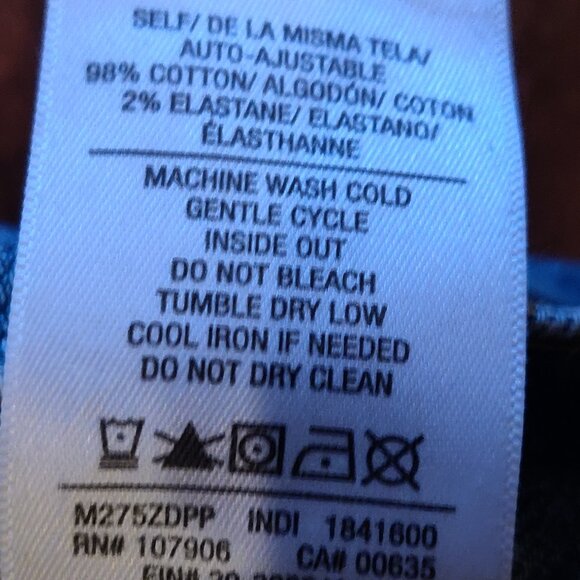 SELF/ DE LA MISMA TELA/
AUTO-AJUSTABLE
98% COTTON/ ALGODÓN/ COTON
2% ELASTANE/ ELASTANO/
ÉLASTHANNE
MACHINE WASH COLD
GENTLE CYCLE
INSIDE OUT
DO NOT BLEACH
TUMBLE DRY LOW
COOL IRON IF NEEDED
DO NOT DRY CLEAN
M275ZDPP INDI 1841600
RN# 107906 CA# 00635